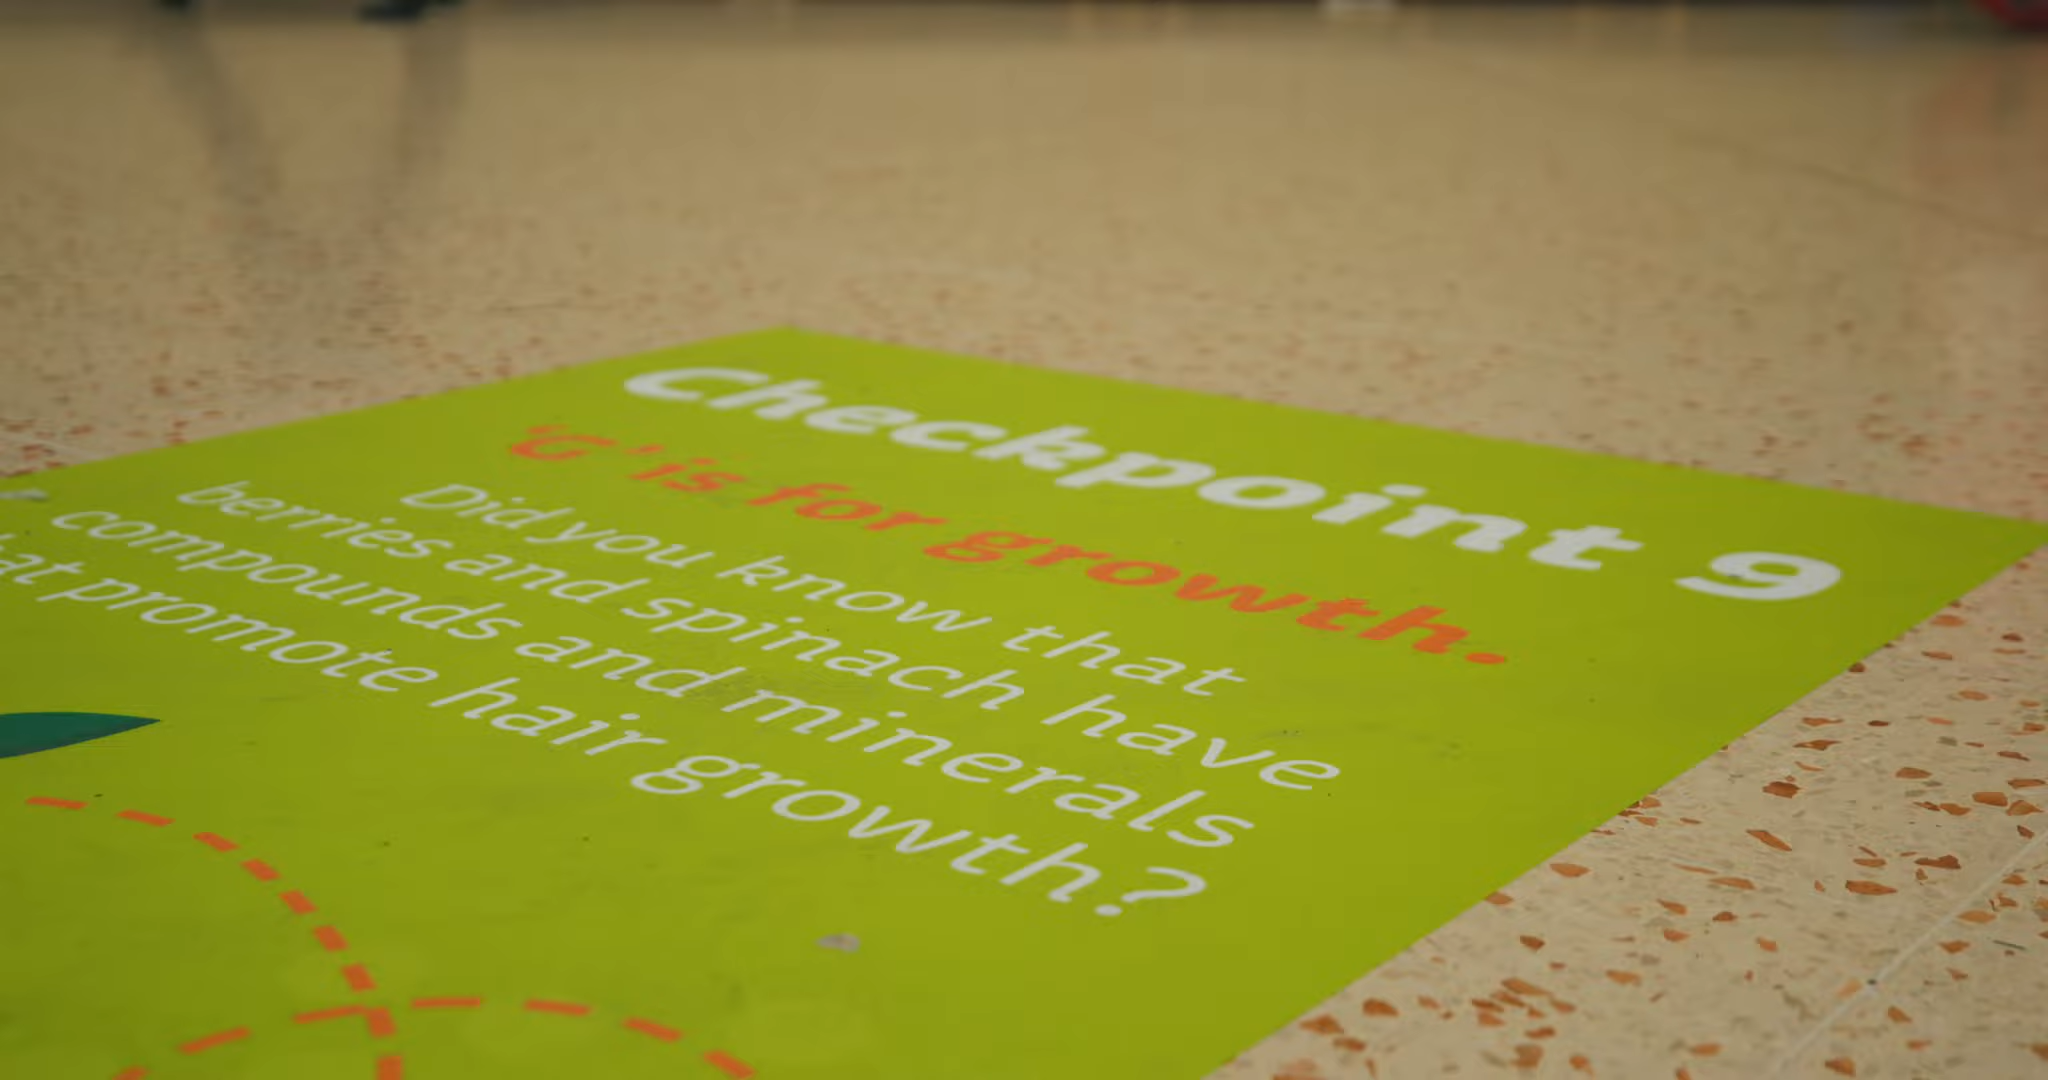 Checkpoint 9
'G' is for growth.
Did you know that
berries and spinach have
compounds and minerals
that promote hair growth?